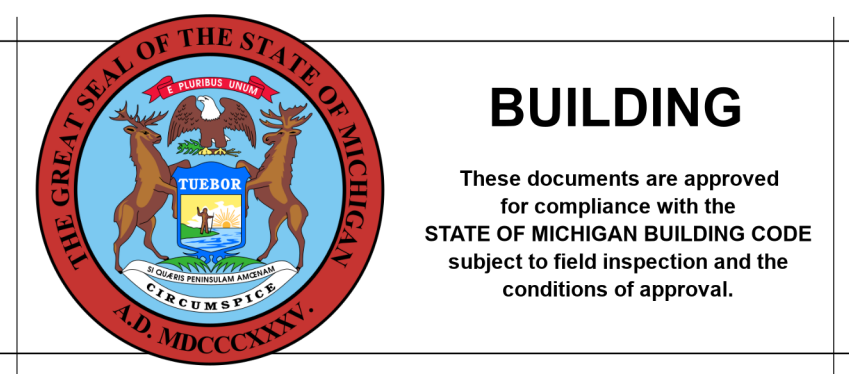 THE GREAT SEAL OF THE STATE OF MICHIGAN
E PLURIBUS UNUM
TUEBOR
SI QUÆRIS PENINSULAM AMŒNAM
CIRCUMSPICE
A.D. MDCCCXXXV.
BUILDING
These documents are approved
for compliance with the
STATE OF MICHIGAN BUILDING CODE
subject to field inspection and the
conditions of approval.